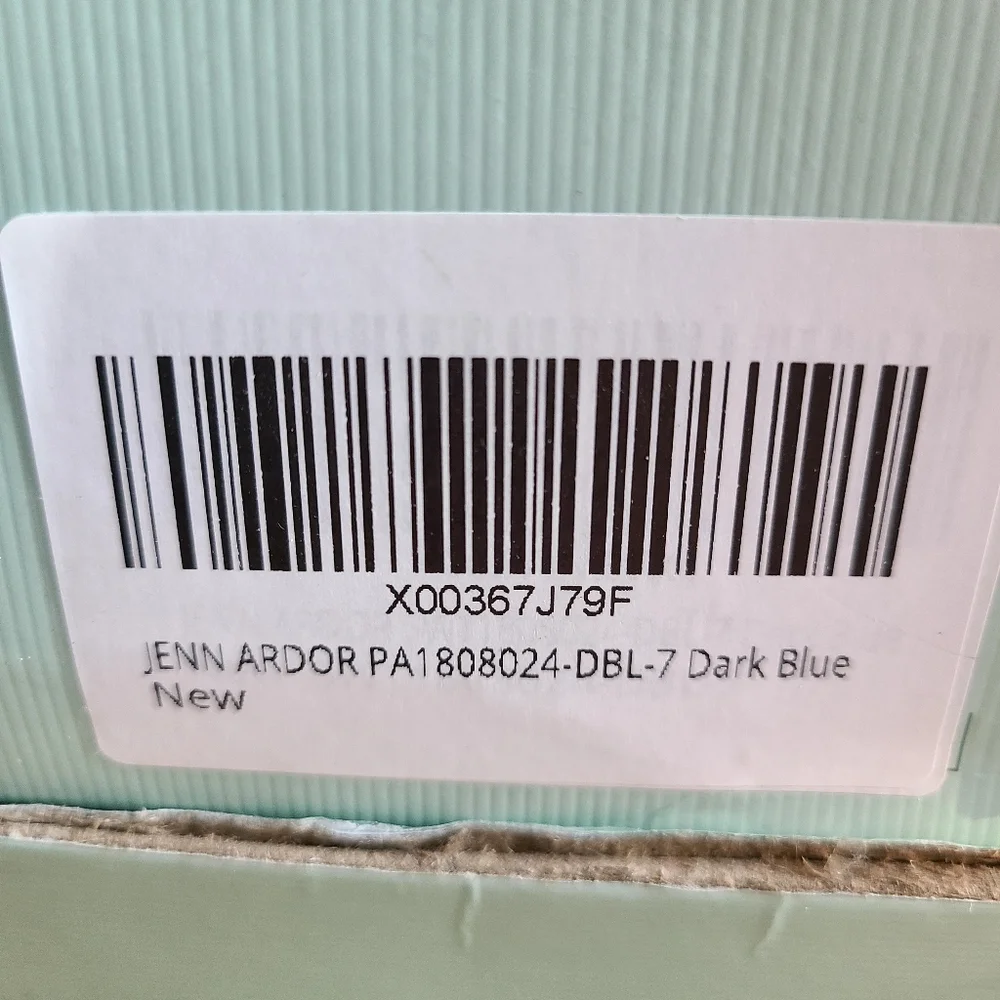 X00367J79F
JENN ARDOR PA1808024-DBL-7 Dark Blue
New